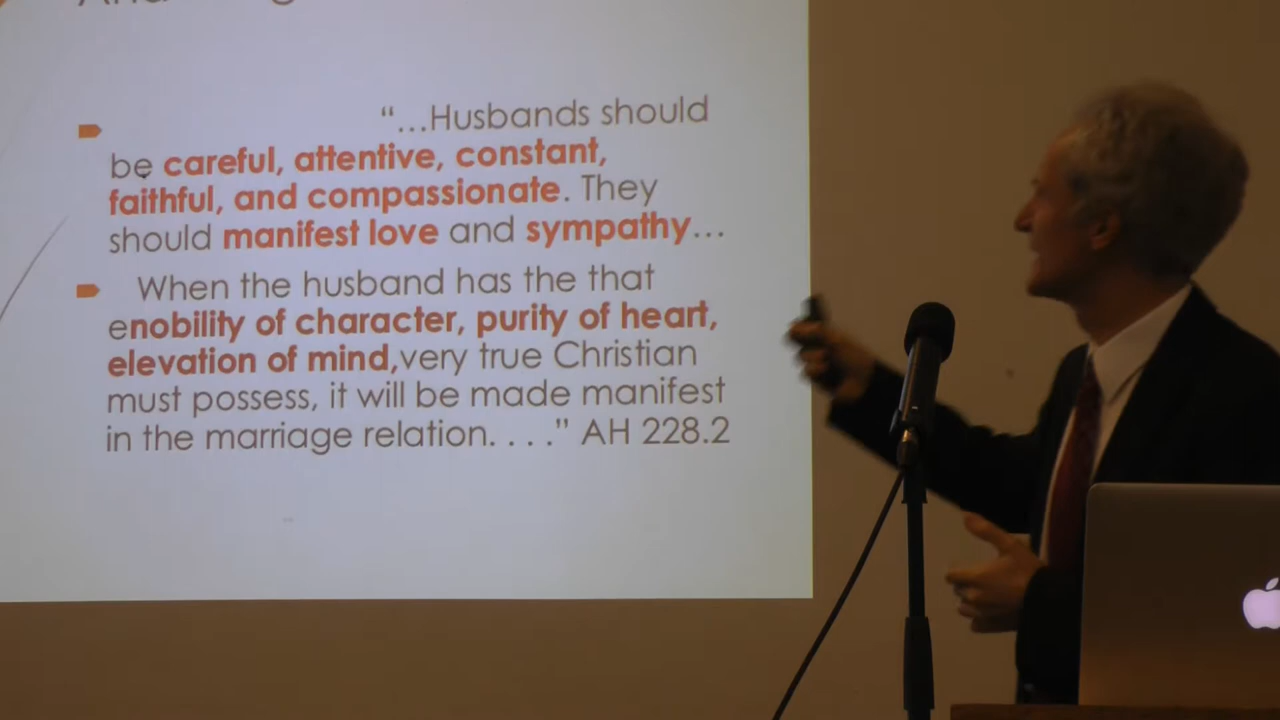 “...Husbands should
be careful, attentive, constant,
faithful, and compassionate. They
should manifest love and sympathy...
When the husband has the that
enobility of character, purity of heart,
elevation of mind,very true Christian
must possess, it will be made manifest
in the marriage relation. . . .” AH 228.2